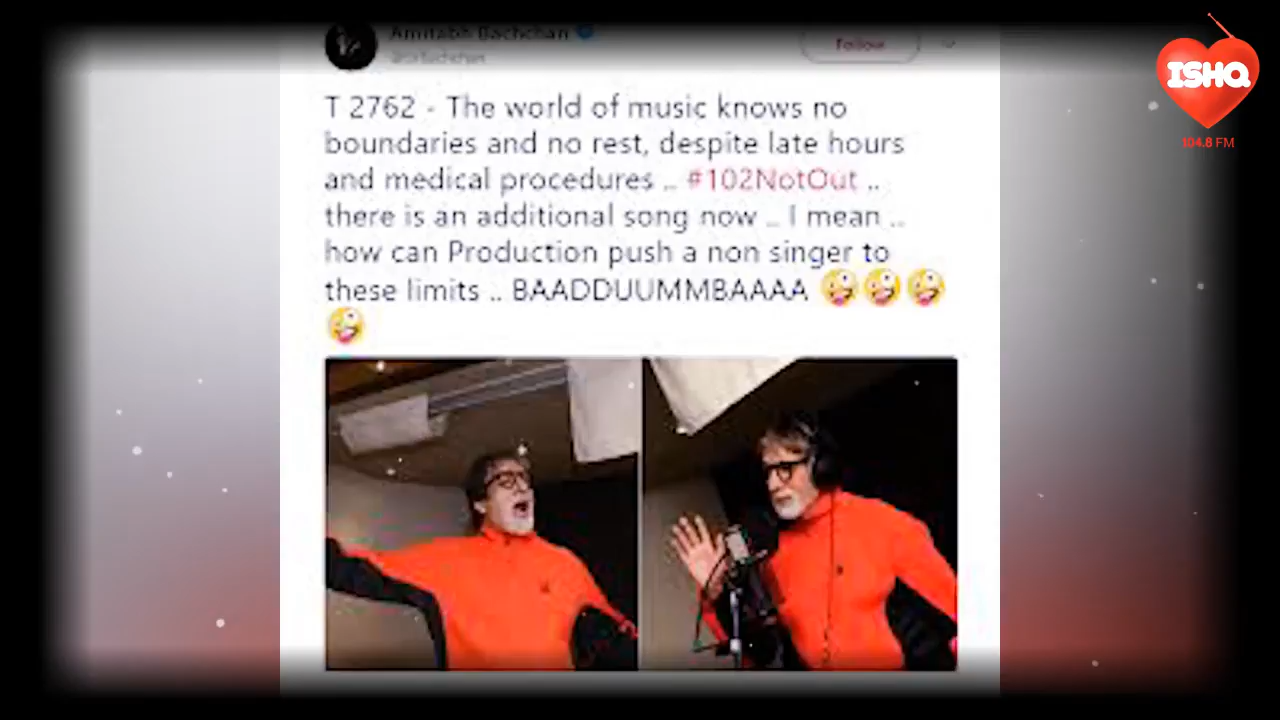 Amitabh Bachchan
Follow
T 2762 - The world of music knows no
boundaries and no rest, despite late hours
and medical procedures .. #102NotOut ..
there is an additional song now .. I mean ..
how can Production push a non singer to
these limits .. BAADDUUMMBAAAA 🤪🤪🤪
🤪
ISHQ
104.8 FM